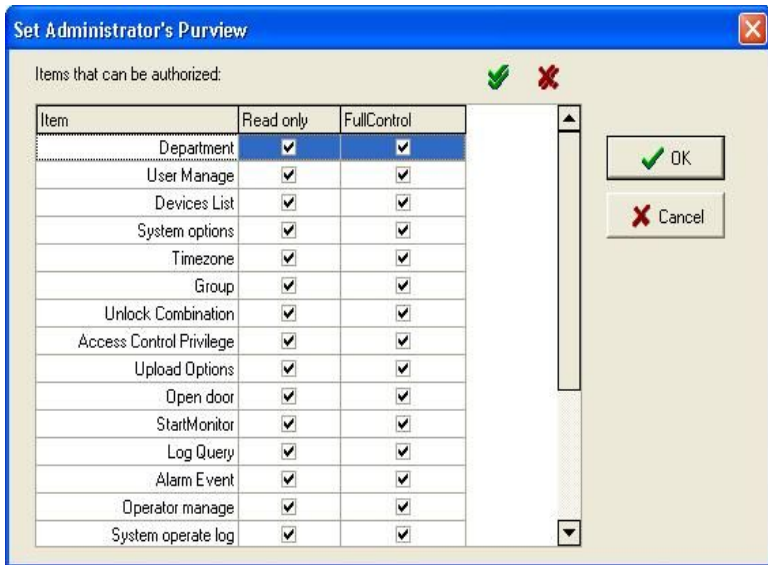 Set Administrator's Purview
Items that can be authorized:
Item Read only FullControl
Department
User Manage
Devices List
System options
Timezone
Group
Unlock Combination
Access Control Privilege
Upload Options
Open door
StartMonitor
Log Query
Alarm Event
Operator manage
System operate log
OK
Cancel